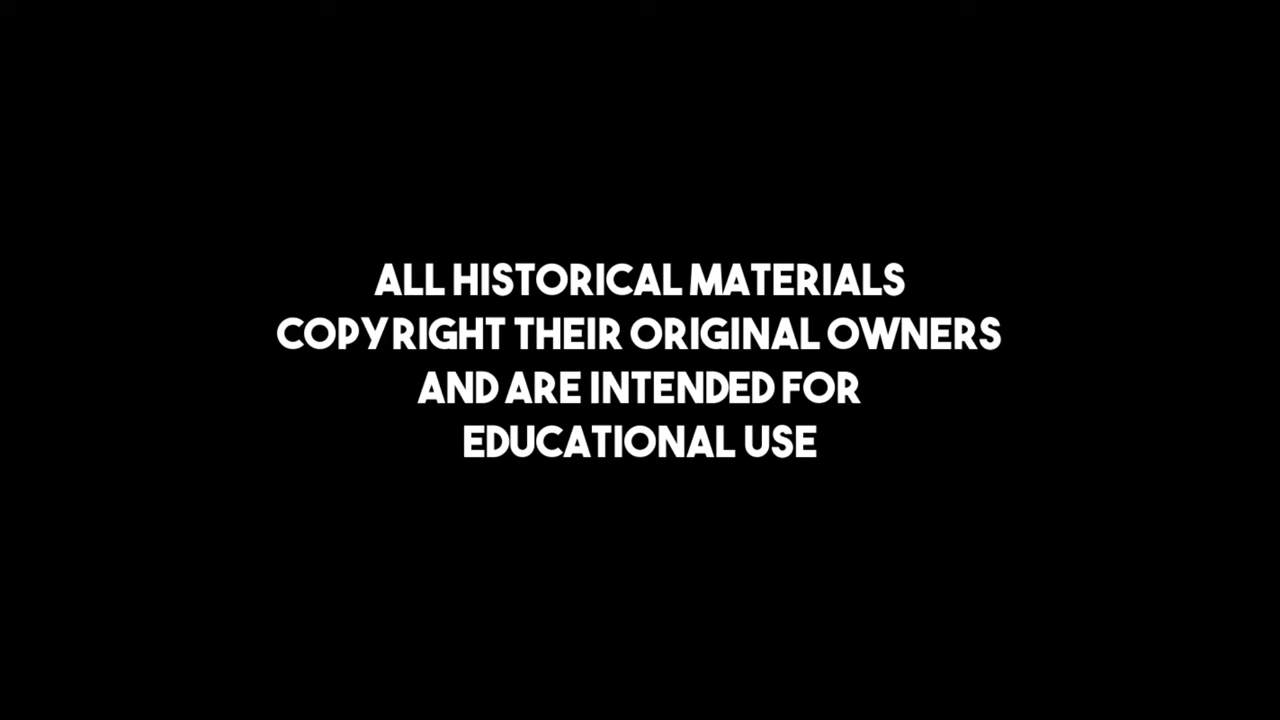 ALL HISTORICAL MATERIALS
COPYRIGHT THEIR ORIGINAL OWNERS
AND ARE INTENDED FOR
EDUCATIONAL USE